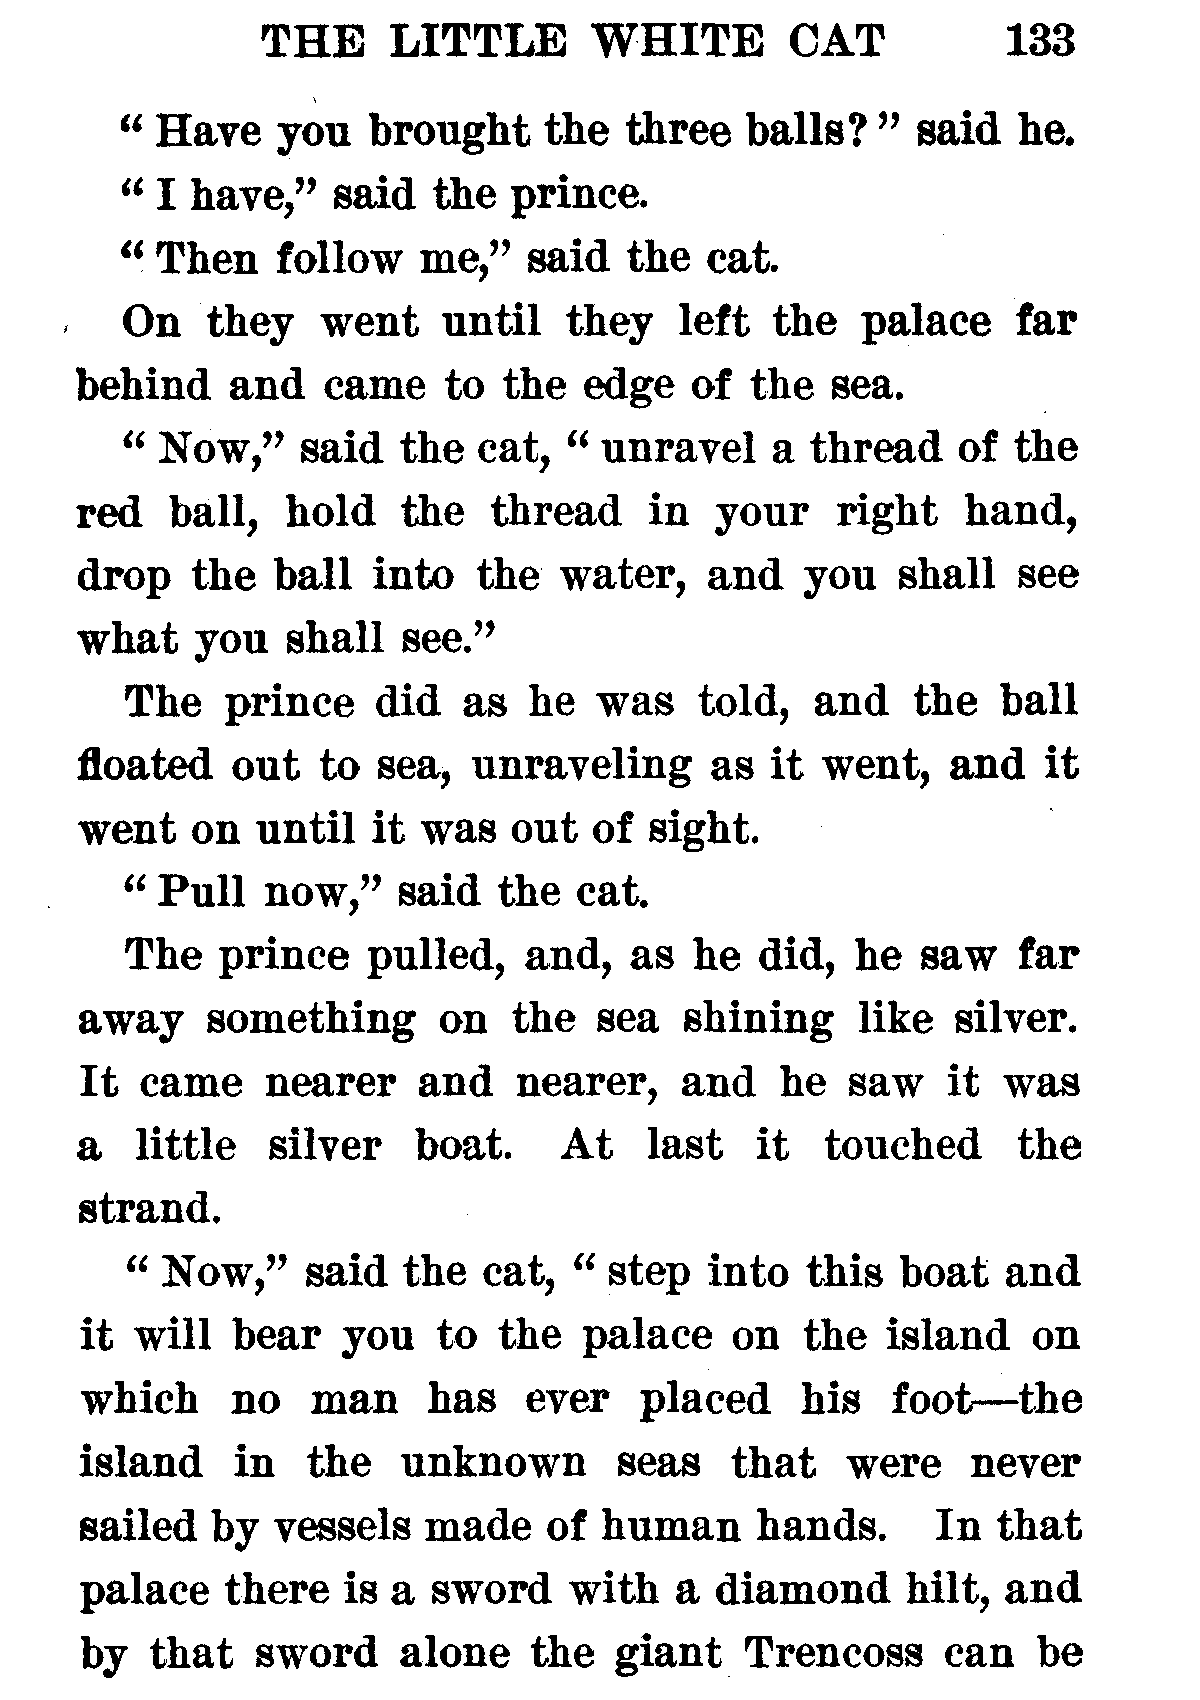 THE LITTLE WHITE CAT 133
“ Have you brought the three balls? ” said he.
“ I have,” said the prince.
“ Then follow me,” said the cat.
On they went until they left the palace far
behind and came to the edge of the sea.
“ Now,” said the cat, “ unravel a thread of the
red ball, hold the thread in your right hand,
drop the ball into the water, and you shall see
what you shall see.”
The prince did as he was told, and the ball
floated out to sea, unraveling as it went, and it
went on until it was out of sight.
“ Pull now,” said the cat.
The prince pulled, and, as he did, he saw far
away something on the sea shining like silver.
It came nearer and nearer, and he saw it was
a little silver boat. At last it touched the
strand.
“ Now,” said the cat, “ step into this boat and
it will bear you to the palace on the island on
which no man has ever placed his foot—the
island in the unknown seas that were never
sailed by vessels made of human hands. In that
palace there is a sword with a diamond hilt, and
by that sword alone the giant Trencoss can be